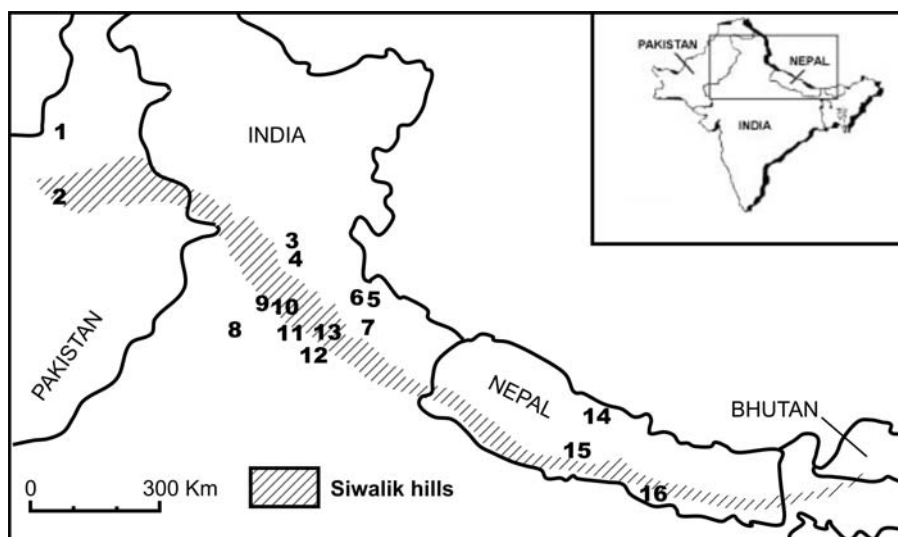 PAKISTAN
NEPAL
INDIA
1
INDIA
2
3
4
6 5
9 10
8 11 13 7
12
PAKISTAN
NEPAL
14
BHUTAN
15
16
0 300 Km
Siwalik hills